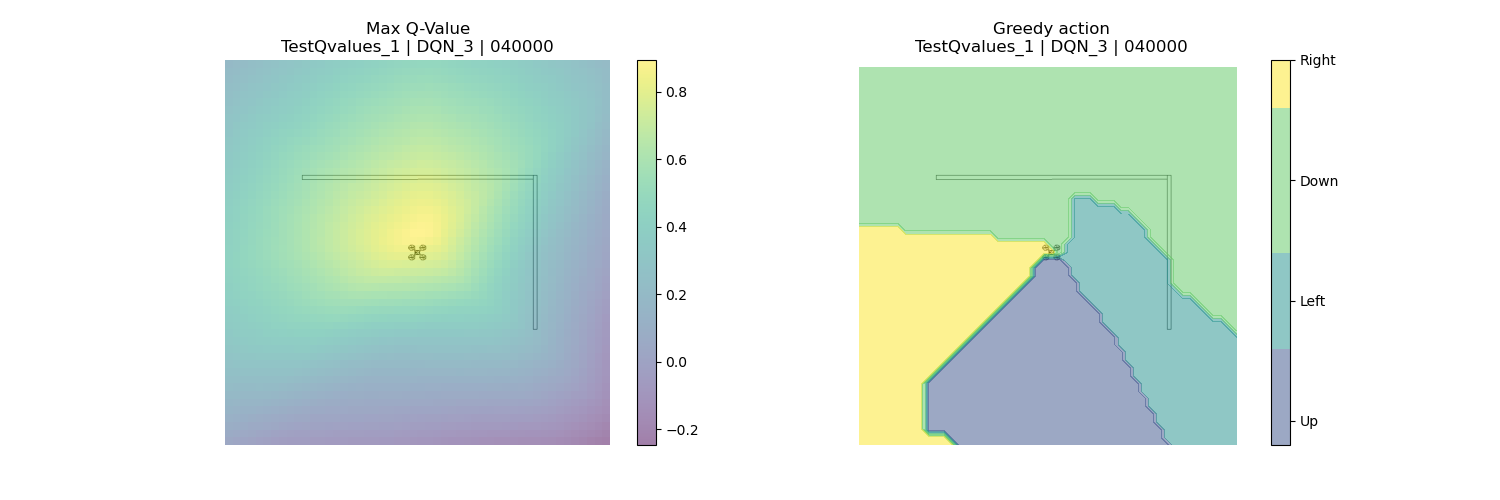 Max Q-Value
TestQvalues_1 | DQN_3 | 040000
0.8
0.6
0.4
0.2
0.0
−0.2
Greedy action
TestQvalues_1 | DQN_3 | 040000
Right
Down
Left
Up